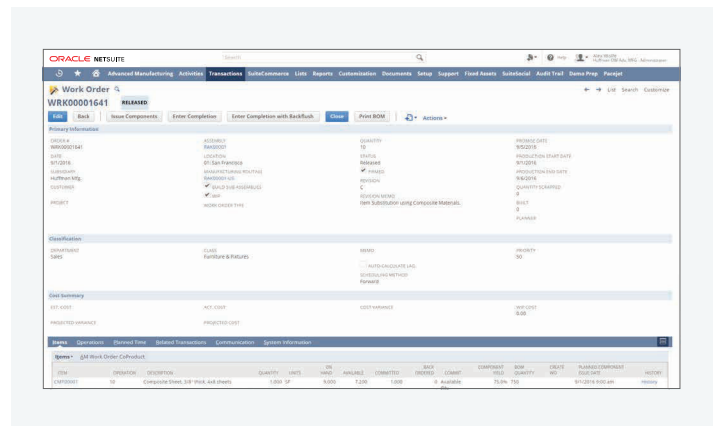 ORACLE NETSUITE
Search
Help
Advanced Manufacturing Activities Transactions SuiteCommerce Lists Reports Customization Documents Setup Support Fixed Assets SuiteSocial Audit Trail Demo Prep Pacejet
Work Order
List Search Customize
WRK00001641 RELEASED
Edit Back Issue Components Enter Completion Enter Completion with Backflush Close Print BOM Actions
Primary Information
ORDER # ASSEMBLY QUANTITY PROMISE DATE
WRK00001641 10 9/5/2016
DATE LOCATION STATUS PRODUCTION START DATE
9/1/2016 01: San Francisco Released 9/1/2016
SUBSIDIARY MANUFACTURING ROUTING FIRMED PRODUCTION END DATE
Huffman Mfg. 9/6/2016
CUSTOMER BUILD SUB-ASSEMBLIES REVISION QUANTITY SCRAPPED
C 0
WIP REVISION MEMO BUILT
PROJECT WORK ORDER TYPE Item Substitution using Composite Materials. 0
PLANNER
Classification
DEPARTMENT CLASS MEMO PRIORITY
Sales Furniture & Fixtures 50
AUTO-CALCULATE LAG
SCHEDULING METHOD
Forward
Cost Summary
EST. COST ACT. COST COST VARIANCE WIP COST
0.00
PROJECTED VARIANCE PROJECTED COST
Items Operations Planned Time Related Transactions Communication System Information
Items AM Work Order CoProduct
ITEM OPERATION DESCRIPTION QUANTITY UNITS ON HAND AVAILABLE COMMITTED BACK ORDERED COMMIT COMPONENT YIELD BOM QUANTITY CREATE WO PLANNED COMPONENT ISSUE DATE HISTORY
CMP00001 Composite Sheet, 3/8" thick, 4x8 sheets 1,000 SF 9,000 7,200 1,000 0 Available 75.0% 750 9/1/2016 9:00 am History
Qty